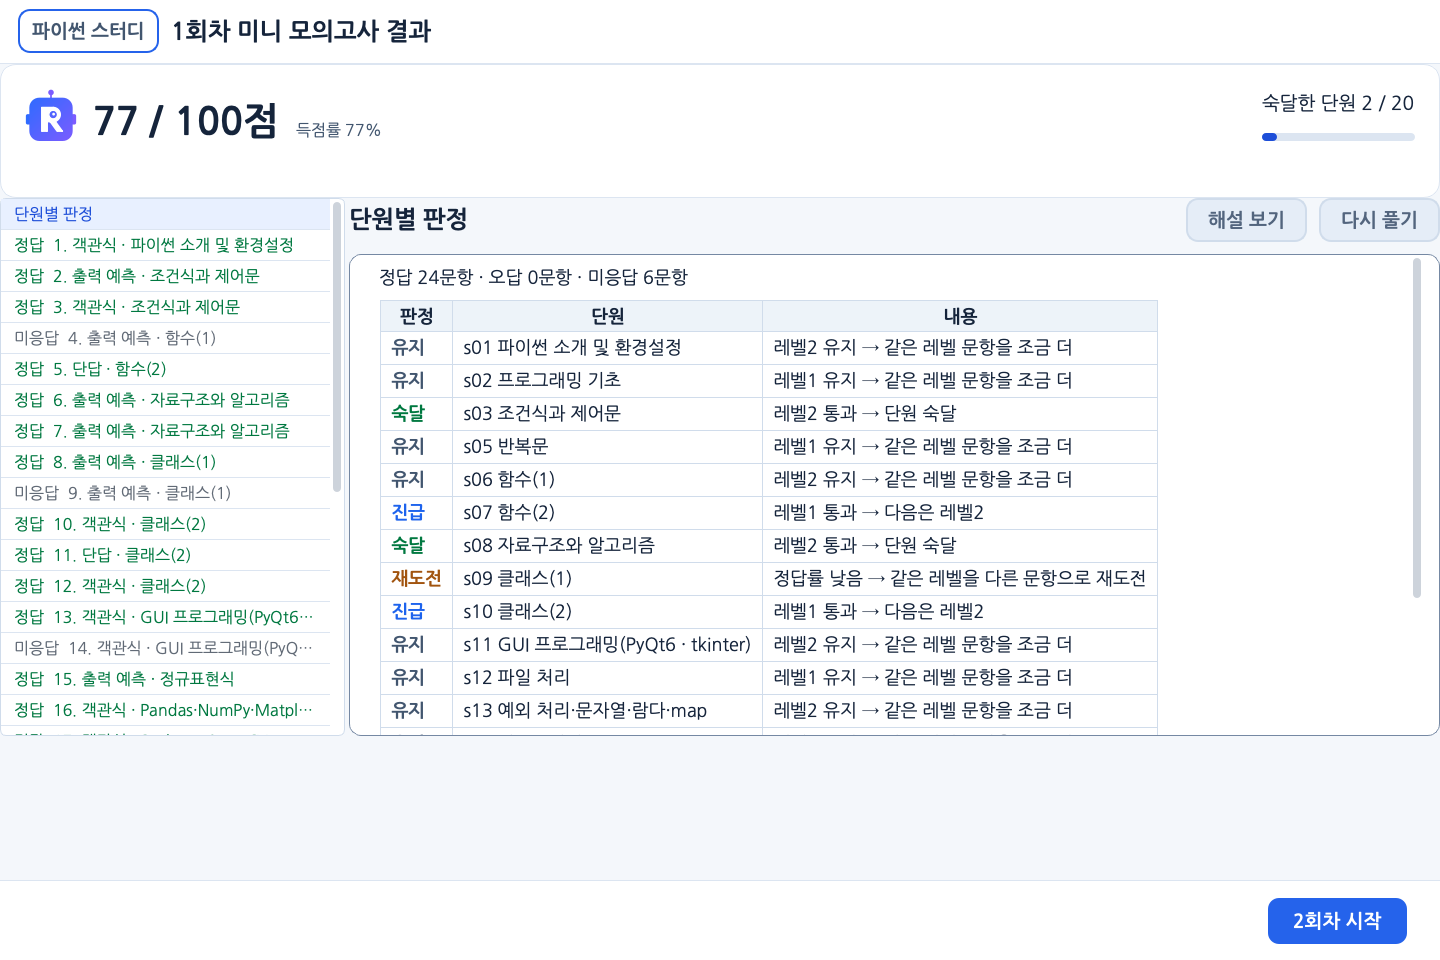 파이썬 스터디 1회차 미니 모의고사 결과
77 / 100점 득점률 77%
숙달한 단원 2 / 20
단원별 판정
정답 1. 객관식 · 파이썬 소개 및 환경설정
정답 2. 출력 예측 · 조건식과 제어문
정답 3. 객관식 · 조건식과 제어문
미응답 4. 출력 예측 · 함수(1)
정답 5. 단답 · 함수(2)
정답 6. 출력 예측 · 자료구조와 알고리즘
정답 7. 출력 예측 · 자료구조와 알고리즘
정답 8. 출력 예측 · 클래스(1)
미응답 9. 출력 예측 · 클래스(1)
정답 10. 객관식 · 클래스(2)
정답 11. 단답 · 클래스(2)
정답 12. 객관식 · 클래스(2)
정답 13. 객관식 · GUI 프로그래밍(PyQt6…
미응답 14. 객관식 · GUI 프로그래밍(PyQ…
정답 15. 출력 예측 · 정규표현식
정답 16. 객관식 · Pandas·NumPy·Matpl…
단원별 판정
해설 보기 다시 풀기
정답 24문항 · 오답 0문항 · 미응답 6문항
판정 단원 내용
유지 s01 파이썬 소개 및 환경설정 레벨2 유지 → 같은 레벨 문항을 조금 더
유지 s02 프로그래밍 기초 레벨1 유지 → 같은 레벨 문항을 조금 더
숙달 s03 조건식과 제어문 레벨2 통과 → 단원 숙달
유지 s05 반복문 레벨1 유지 → 같은 레벨 문항을 조금 더
유지 s06 함수(1) 레벨2 유지 → 같은 레벨 문항을 조금 더
진급 s07 함수(2) 레벨1 통과 → 다음은 레벨2
숙달 s08 자료구조와 알고리즘 레벨2 통과 → 단원 숙달
재도전 s09 클래스(1) 정답률 낮음 → 같은 레벨을 다른 문항으로 재도전
진급 s10 클래스(2) 레벨1 통과 → 다음은 레벨2
유지 s11 GUI 프로그래밍(PyQt6 · tkinter) 레벨2 유지 → 같은 레벨 문항을 조금 더
유지 s12 파일 처리 레벨1 유지 → 같은 레벨 문항을 조금 더
유지 s13 예외 처리·문자열·람다·map 레벨2 유지 → 같은 레벨 문항을 조금 더
2회차 시작